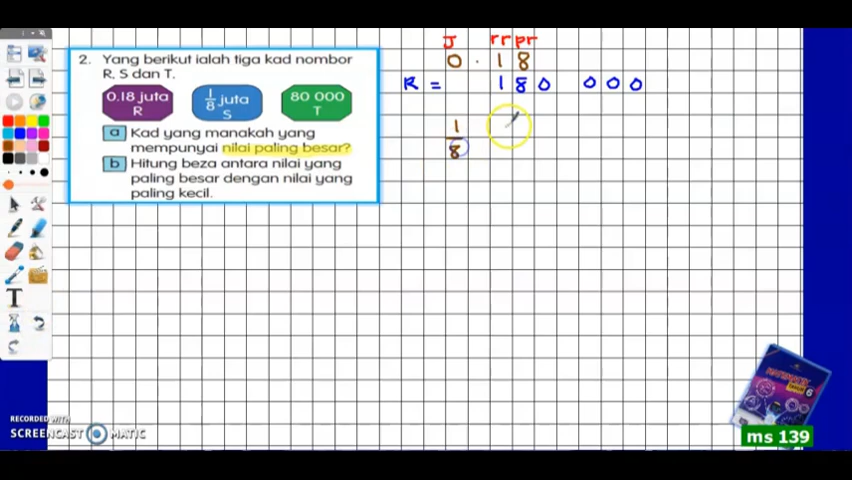 2. Yang berikut ialah tiga kad nombor
R, S dan T.
0.18 juta
R
1/8 juta
S
80 000
T
a Kad yang manakah yang
mempunyai nilai paling besar?
b Hitung beza antara nilai yang
paling besar dengan nilai yang
paling kecil.
J rr pr
0 . 1 8
R = 1 8 0 0 0 0
1/8
T
RECORDED WITH
SCREENCAST MATIC
6
ms 139